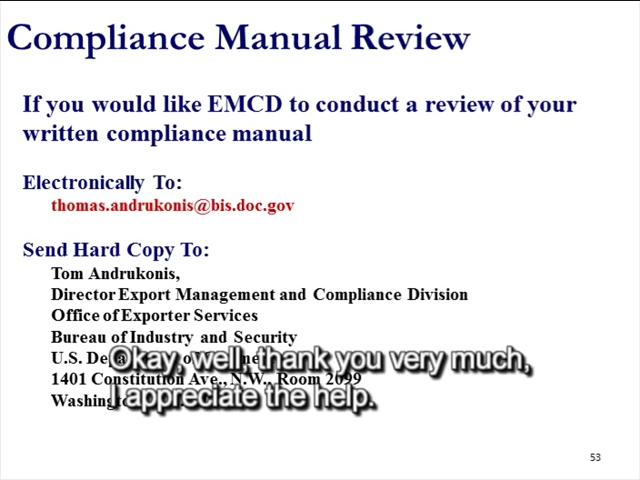 Compliance Manual Review
If you would like EMCD to conduct a review of your
written compliance manual
Electronically To:
thomas.andrukonis@bis.doc.gov
Send Hard Copy To:
Tom Andrukonis,
Director Export Management and Compliance Division
Office of Exporter Services
Bureau of Industry and Security
U.S.
1401 Constitution Ave., N.W., Room 2099
Okay, well, thank you very much,
I appreciate the help.
53